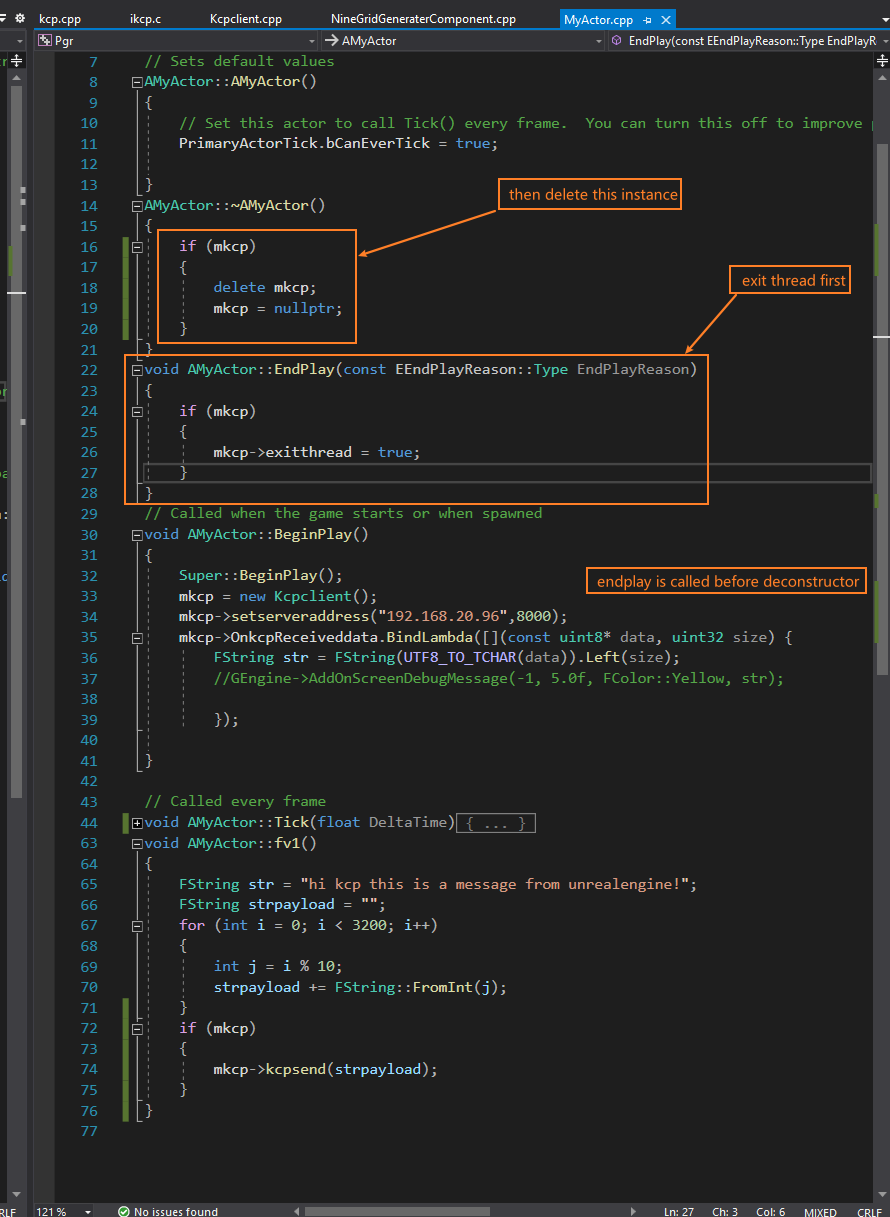 kcp.cpp ikcp.c Kcpclient.cpp NineGridGeneraterComponent.cpp MyActor.cpp
Pgr AMyActor EndPlay(const EEndPlayReason::Type EndPlayR
7 // Sets default values
8 AMyActor::AMyActor()
9 {
10 // Set this actor to call Tick() every frame.  You can turn this off to improve p
11 PrimaryActorTick.bCanEverTick = true;
12
13 }
then delete this instance
14 AMyActor::~AMyActor()
15 {
16 if (mkcp)
17 {
exit thread first
18 delete mkcp;
19 mkcp = nullptr;
20 }
21 }
22 void AMyActor::EndPlay(const EEndPlayReason::Type EndPlayReason)
23 {
24 if (mkcp)
25 {
26 mkcp->exitthread = true;
27 }
28 }
29 // Called when the game starts or when spawned
30 void AMyActor::BeginPlay()
31 {
32 Super::BeginPlay();
endplay is called before deconstructor
33 mkcp = new Kcpclient();
34 mkcp->setserveraddress("192.168.20.96",8000);
35 mkcp->OnkcpReceiveddata.BindLambda([](const uint8* data, uint32 size) {
36 FString str = FString(UTF8_TO_TCHAR(data)).Left(size);
37 //GEngine->AddOnScreenDebugMessage(-1, 5.0f, FColor::Yellow, str);
38
39 });
40
41 }
42
43 // Called every frame
44 void AMyActor::Tick(float DeltaTime){ ... }
63 void AMyActor::fv1()
64 {
65 FString str = "hi kcp this is a message from unrealengine!";
66 FString strpayload = "";
67 for (int i = 0; i < 3200; i++)
68 {
69 int j = i % 10;
70 strpayload += FString::FromInt(j);
71 }
72 if (mkcp)
73 {
74 mkcp->kcpsend(strpayload);
75 }
76 }
77
RLF 121 % No issues found Ln: 27 Ch: 3 Col: 6 MIXED CRLF